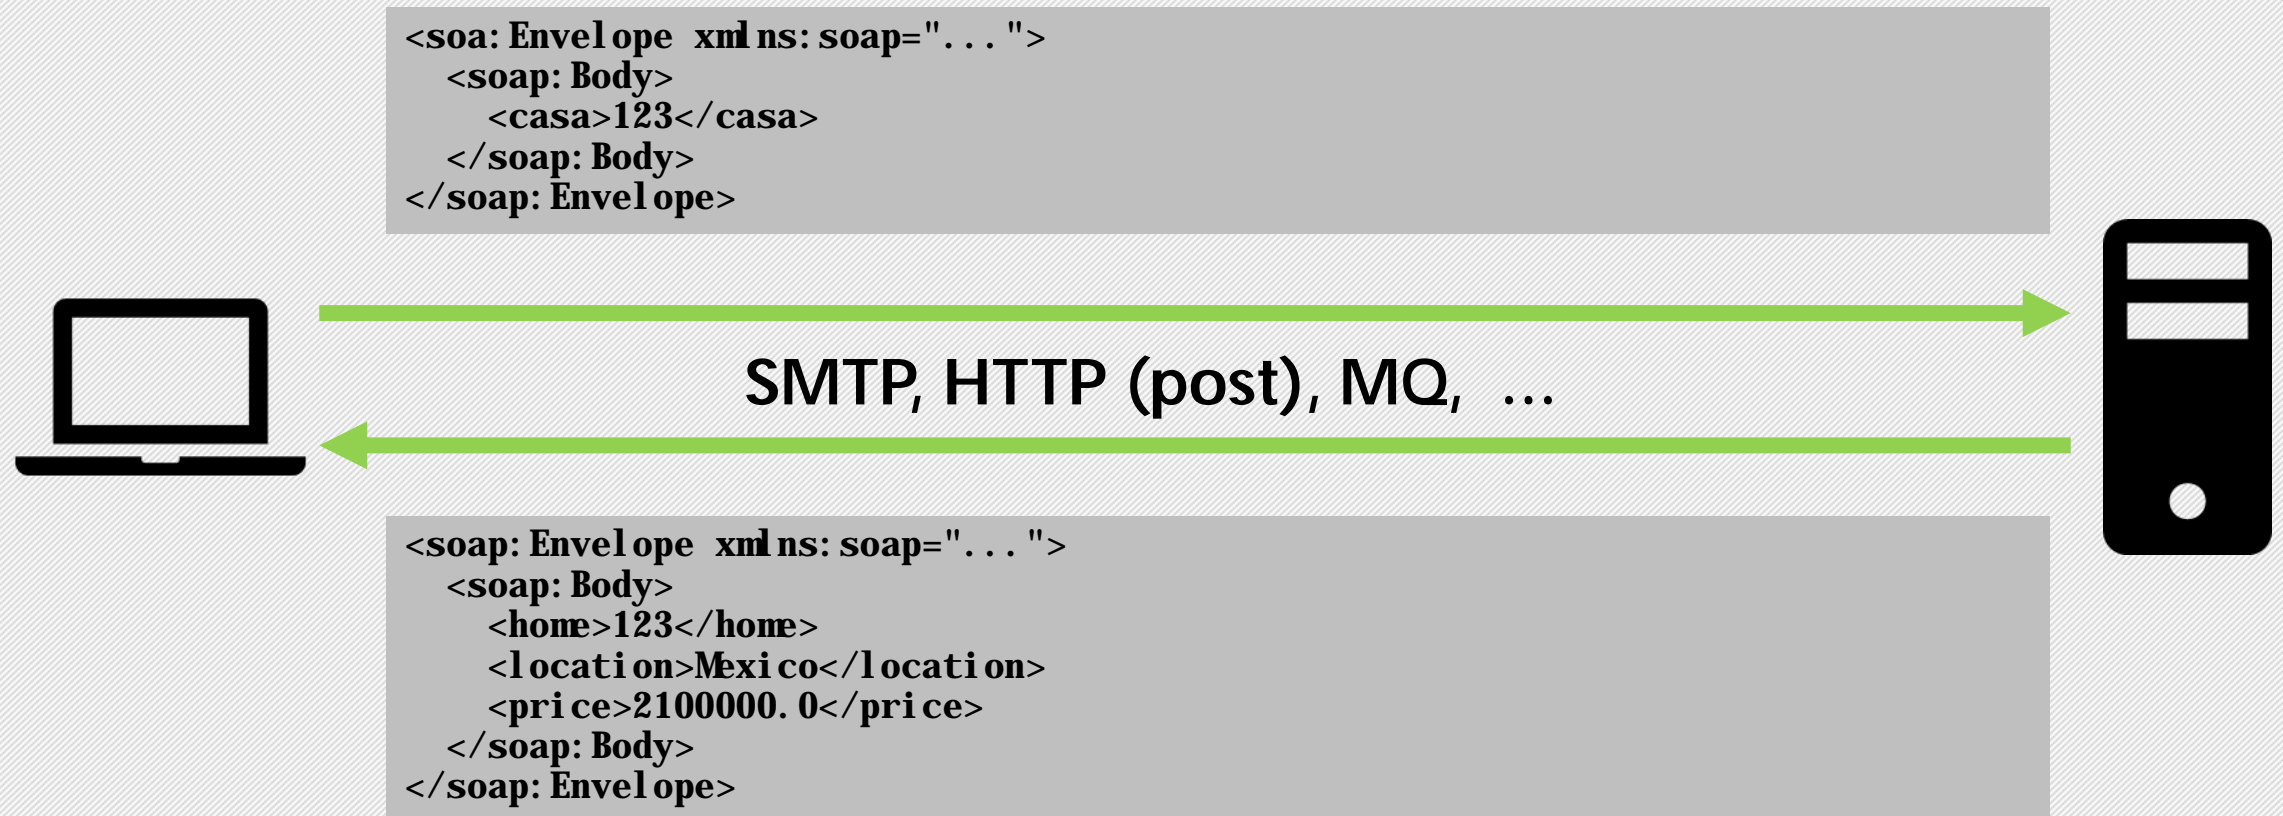 <soa:Envelope xmlns:soap="...">
  <soap:Body>
    <casa>123</casa>
  </soap:Body>
</soap:Envelope>
SMTP, HTTP (post), MQ, ...
<soap:Envelope xmlns:soap="...">
  <soap:Body>
    <home>123</home>
    <location>Mexico</location>
    <price>2100000.0</price>
  </soap:Body>
</soap:Envelope>